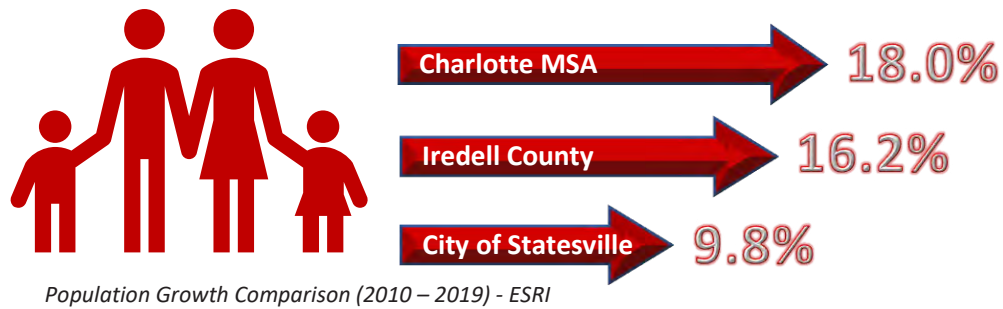 Charlotte MSA 18.0%
Iredell County 16.2%
City of Statesville 9.8%
Population Growth Comparison (2010 – 2019) - ESRI